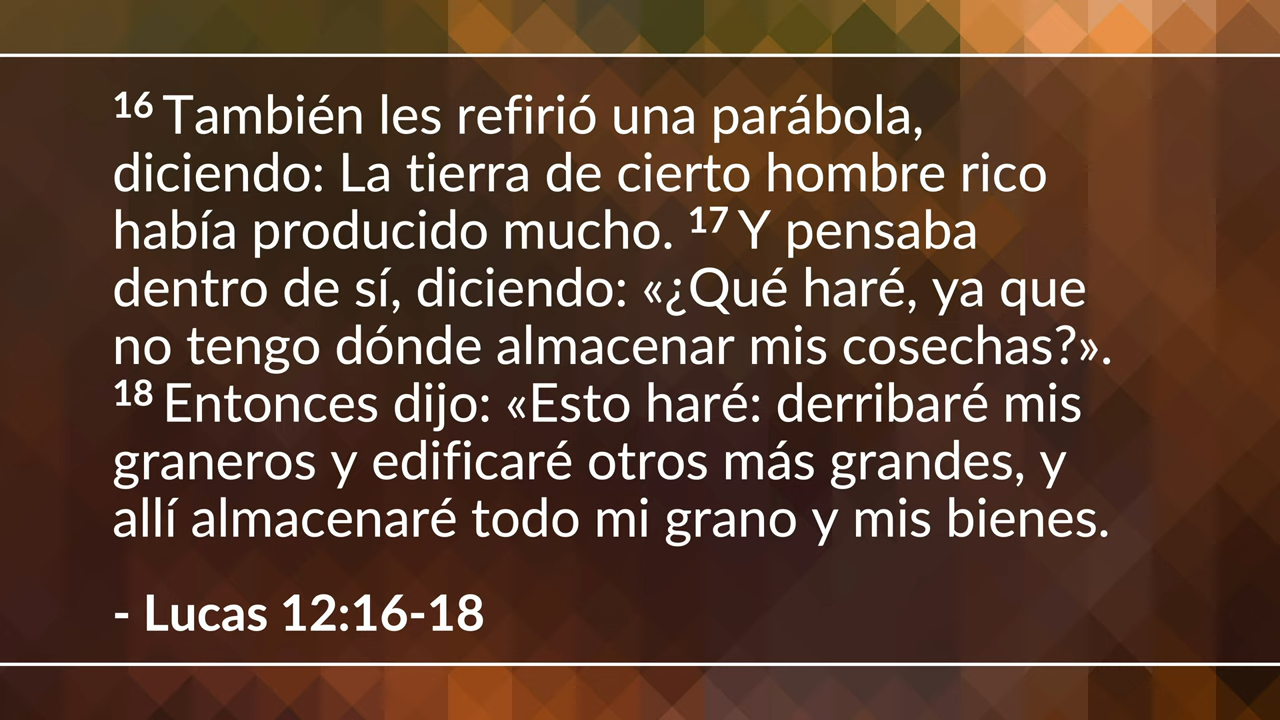 16 También les refirió una parábola,
diciendo: La tierra de cierto hombre rico
había producido mucho. 17 Y pensaba
dentro de sí, diciendo: «¿Qué haré, ya que
no tengo dónde almacenar mis cosechas?».
18 Entonces dijo: «Esto haré: derribaré mis
graneros y edificaré otros más grandes, y
allí almacenaré todo mi grano y mis bienes.
- Lucas 12:16-18